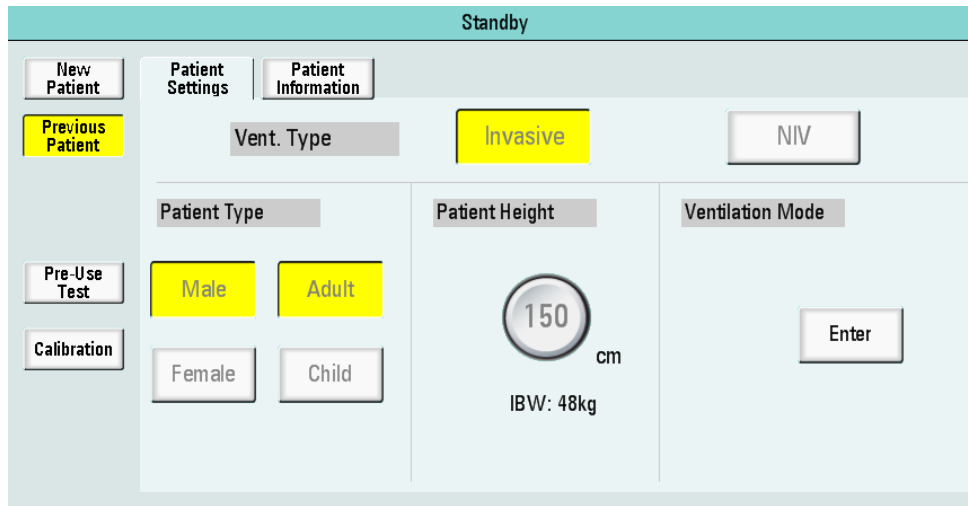 Standby
New
Patient
Patient
Settings
Patient
Information
Previous
Patient
Vent. Type
Invasive
NIV
Patient Type
Patient Height
Ventilation Mode
Pre-Use
Test
Male
Adult
150
cm
Enter
Calibration
Female
Child
IBW: 48kg